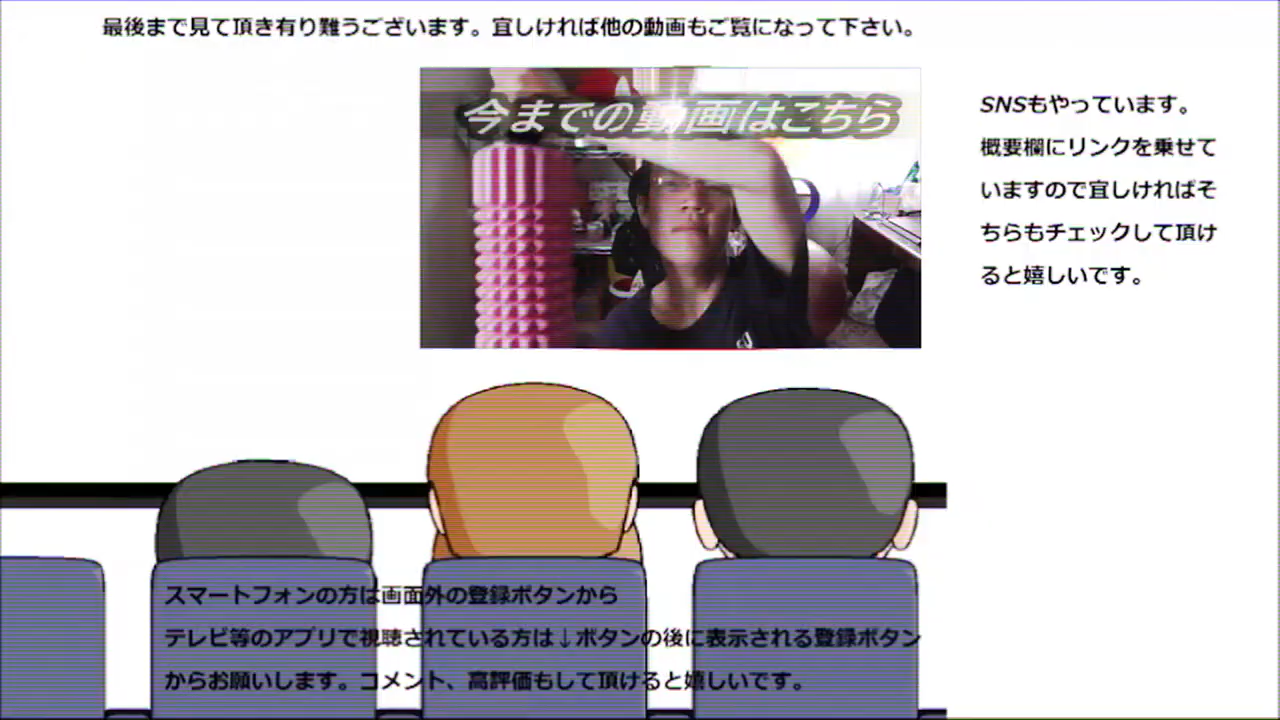 最後まで見て頂き有り難うございます。宜しければ他の動画もご覧になって下さい。
今までの動画はこちら
SNSもやっています。
概要欄にリンクを乗せて
いますので宜しければそ
ちらもチェックして頂け
ると嬉しいです。
スマートフォンの方は画面外の登録ボタンから
テレビ等のアプリで視聴されている方は↓ボタンの後に表示される登録ボタン
からお願いします。コメント、高評価もして頂けると嬉しいです。